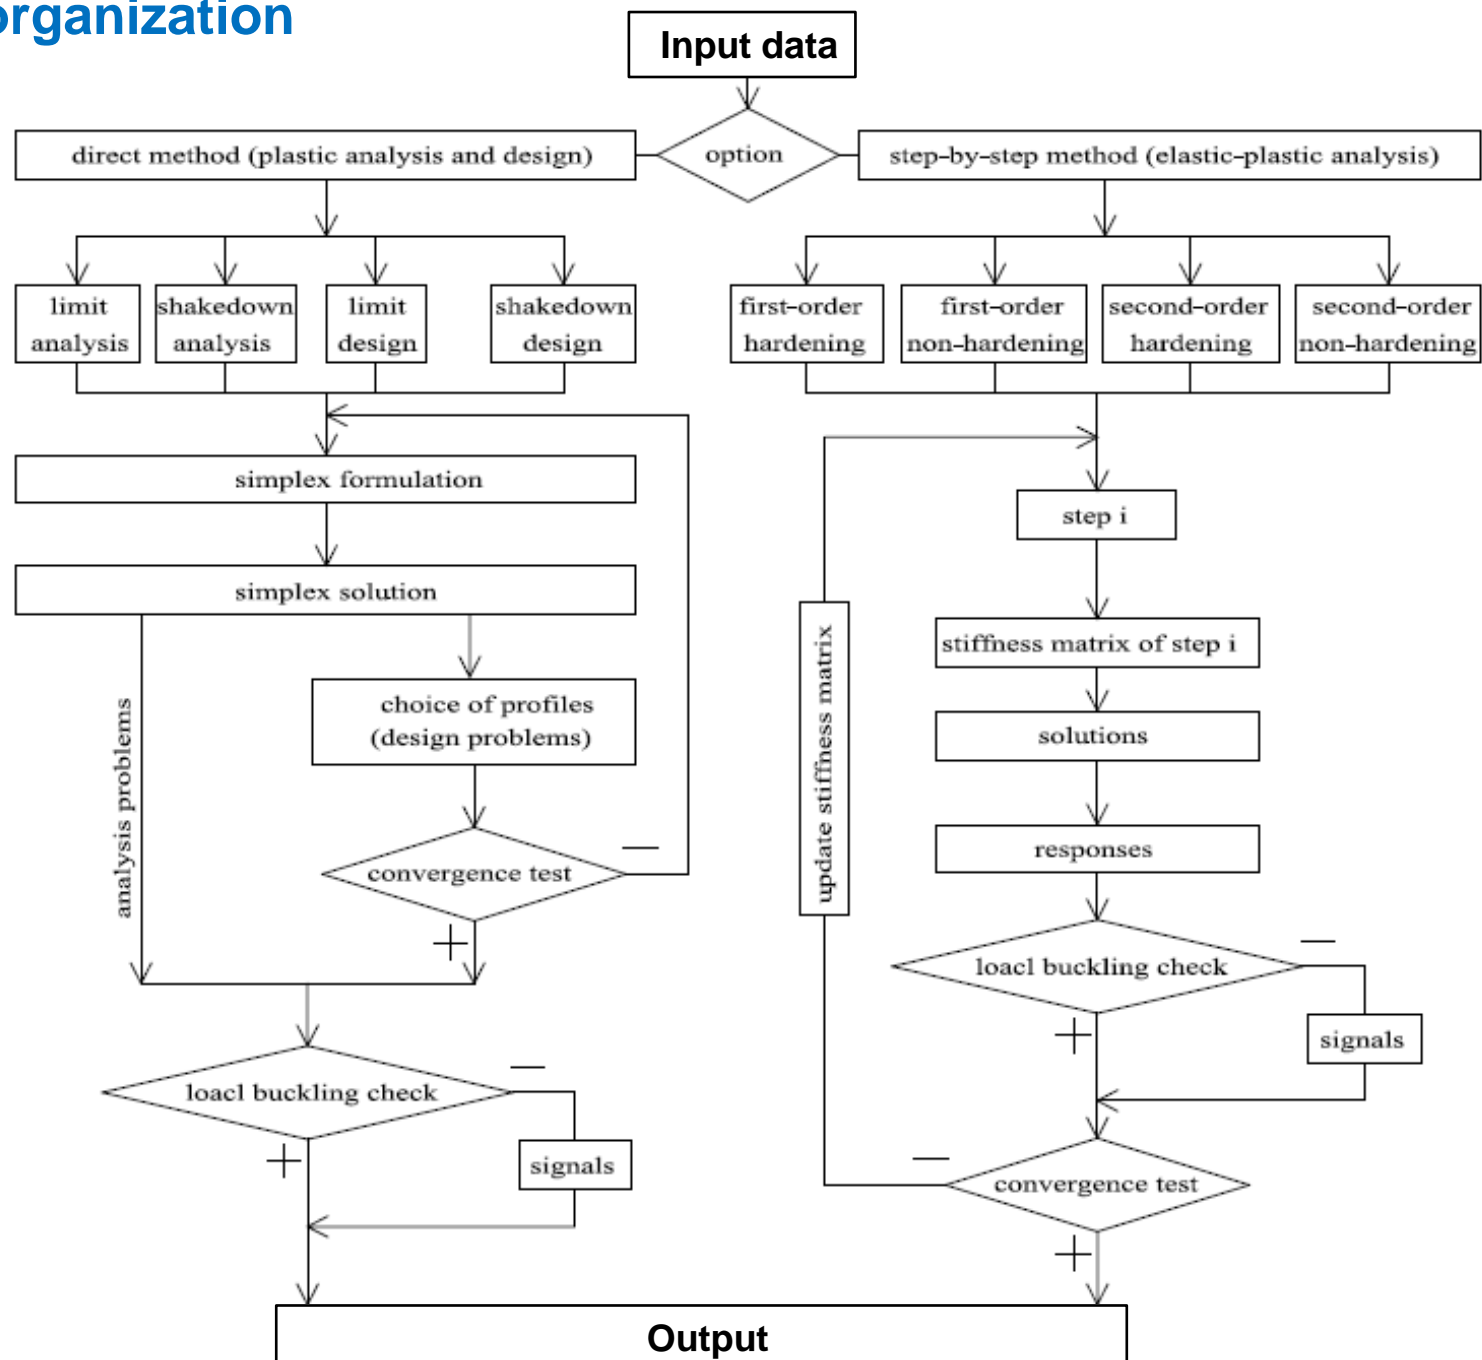 organization
Input data
direct method (plastic analysis and design)
option
step-by-step method (elastic-plastic analysis)
limit
analysis
shakedown
analysis
limit
design
shakedown
design
first-order
hardening
first-order
non-hardening
second-order
hardening
second-order
non-hardening
simplex formulation
simplex solution
analysis problems
choice of profiles
(design problems)
convergence test
—
+
loacl buckling check
—
+
signals
step i
stiffness matrix of step i
update stiffness matrix
solutions
responses
loacl buckling check
—
+
signals
convergence test
—
+
Output